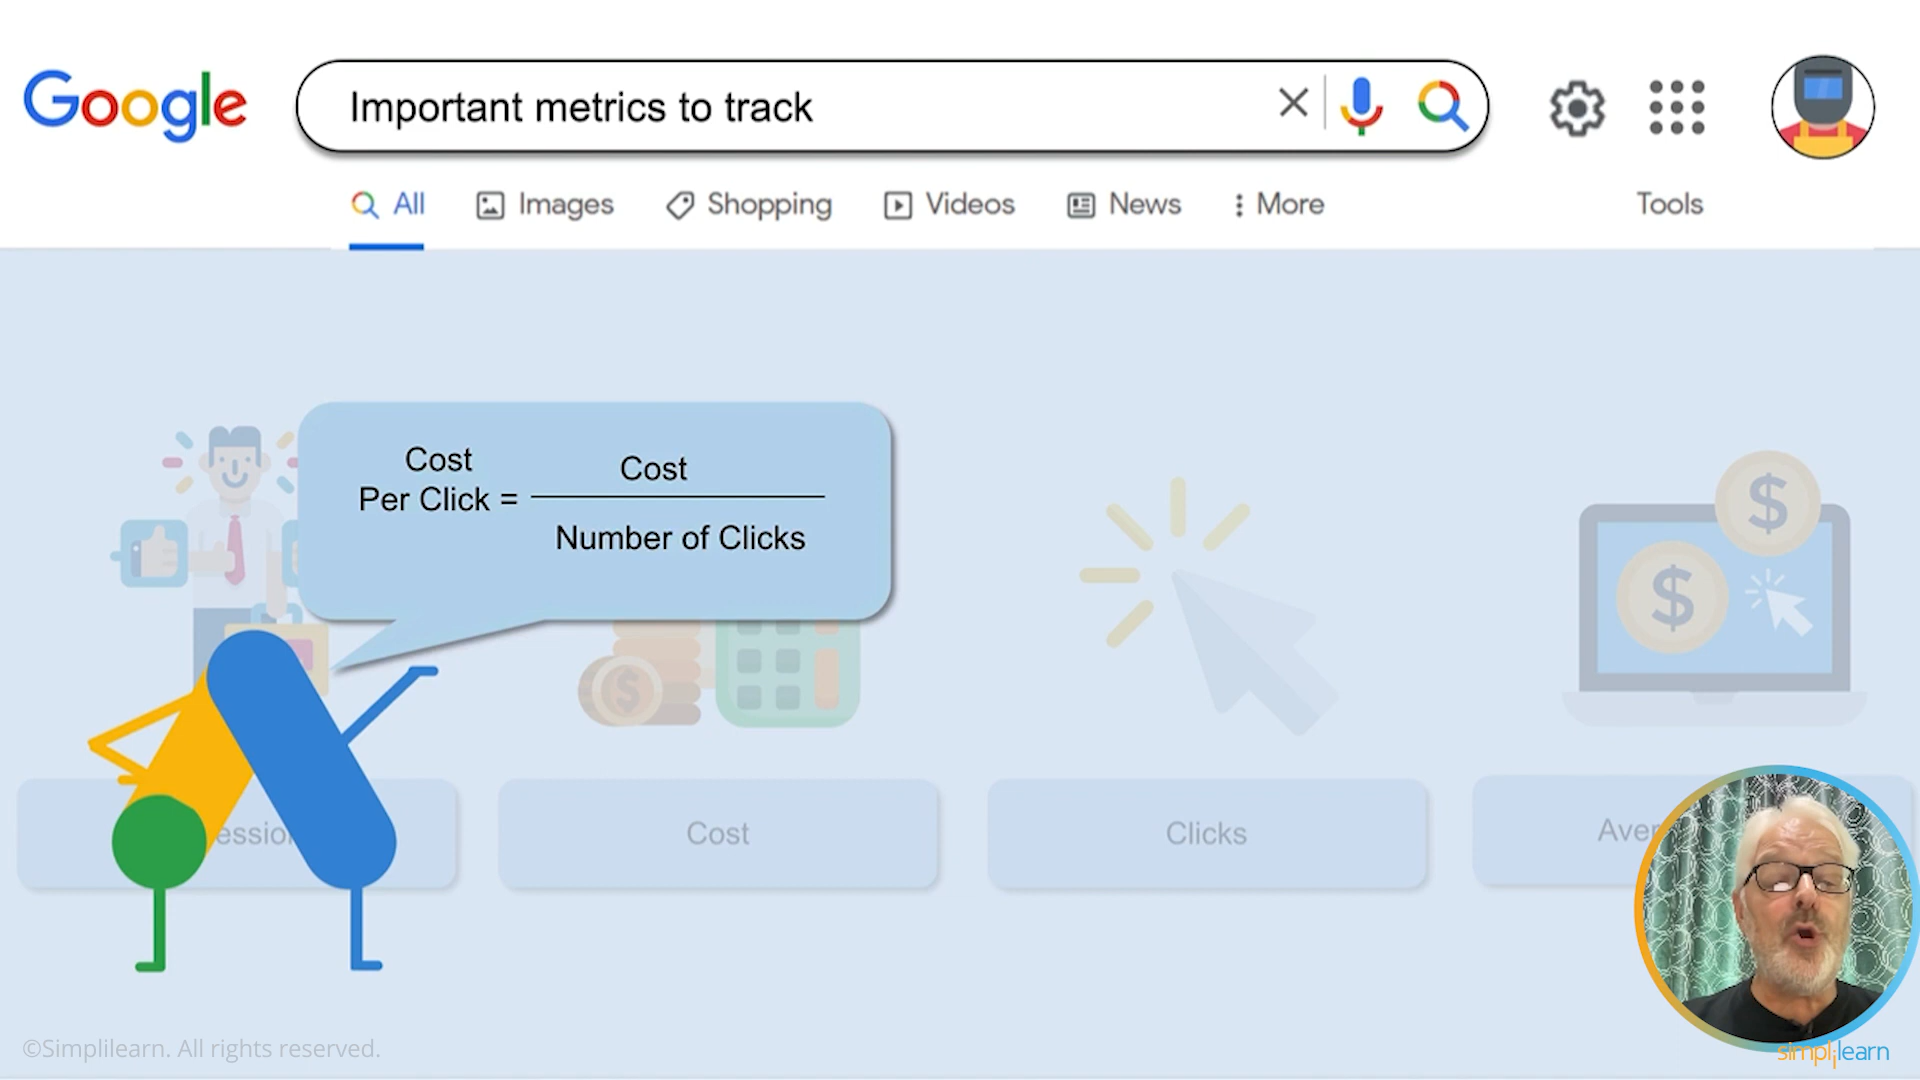 Google
Important metrics to track
All
Images
Shopping
Videos
News
More
Tools
Cost
Per Click =
Cost
Number of Clicks
$
$
$
Cost
Clicks
©Simplilearn. All rights reserved.
simplilearn